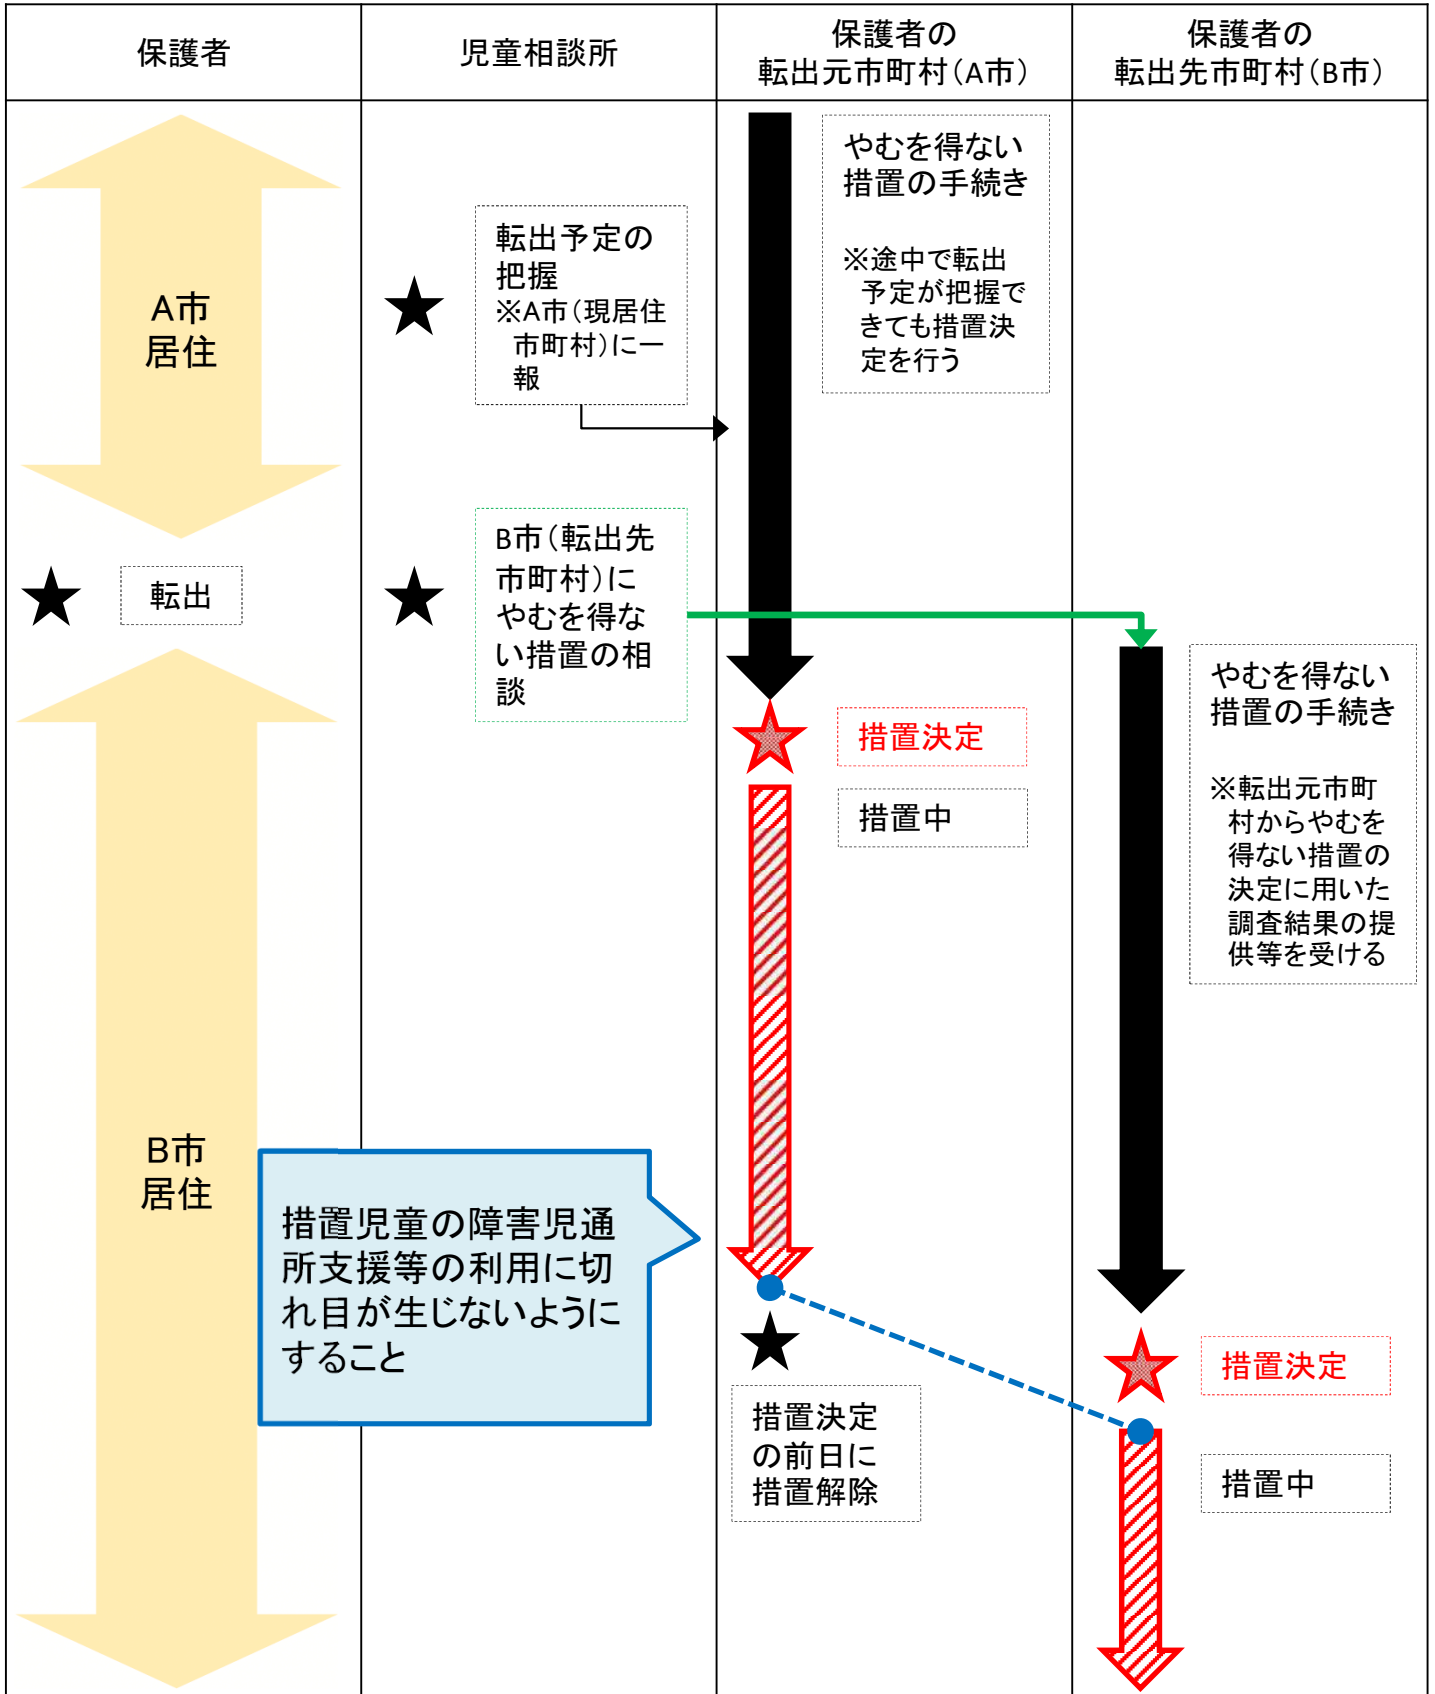 保護者
児童相談所
保護者の
転出元市町村(A市)
保護者の
転出先市町村(B市)
A市
居住
転出予定の
把握
※A市(現居住
市町村)に一
報
やむを得ない
措置の手続き
※途中で転出
予定が把握で
きても措置決
定を行う
転出
B市(転出先
市町村)に
やむを得な
い措置の相
談
措置決定
措置中
やむを得ない
措置の手続き
※転出元市町
村からやむを
得ない措置の
決定に用いた
調査結果の提
供等を受ける
B市
居住
措置児童の障害児通
所支援等の利用に切
れ目が生じないように
すること
措置決定
の前日に
措置解除
措置決定
措置中